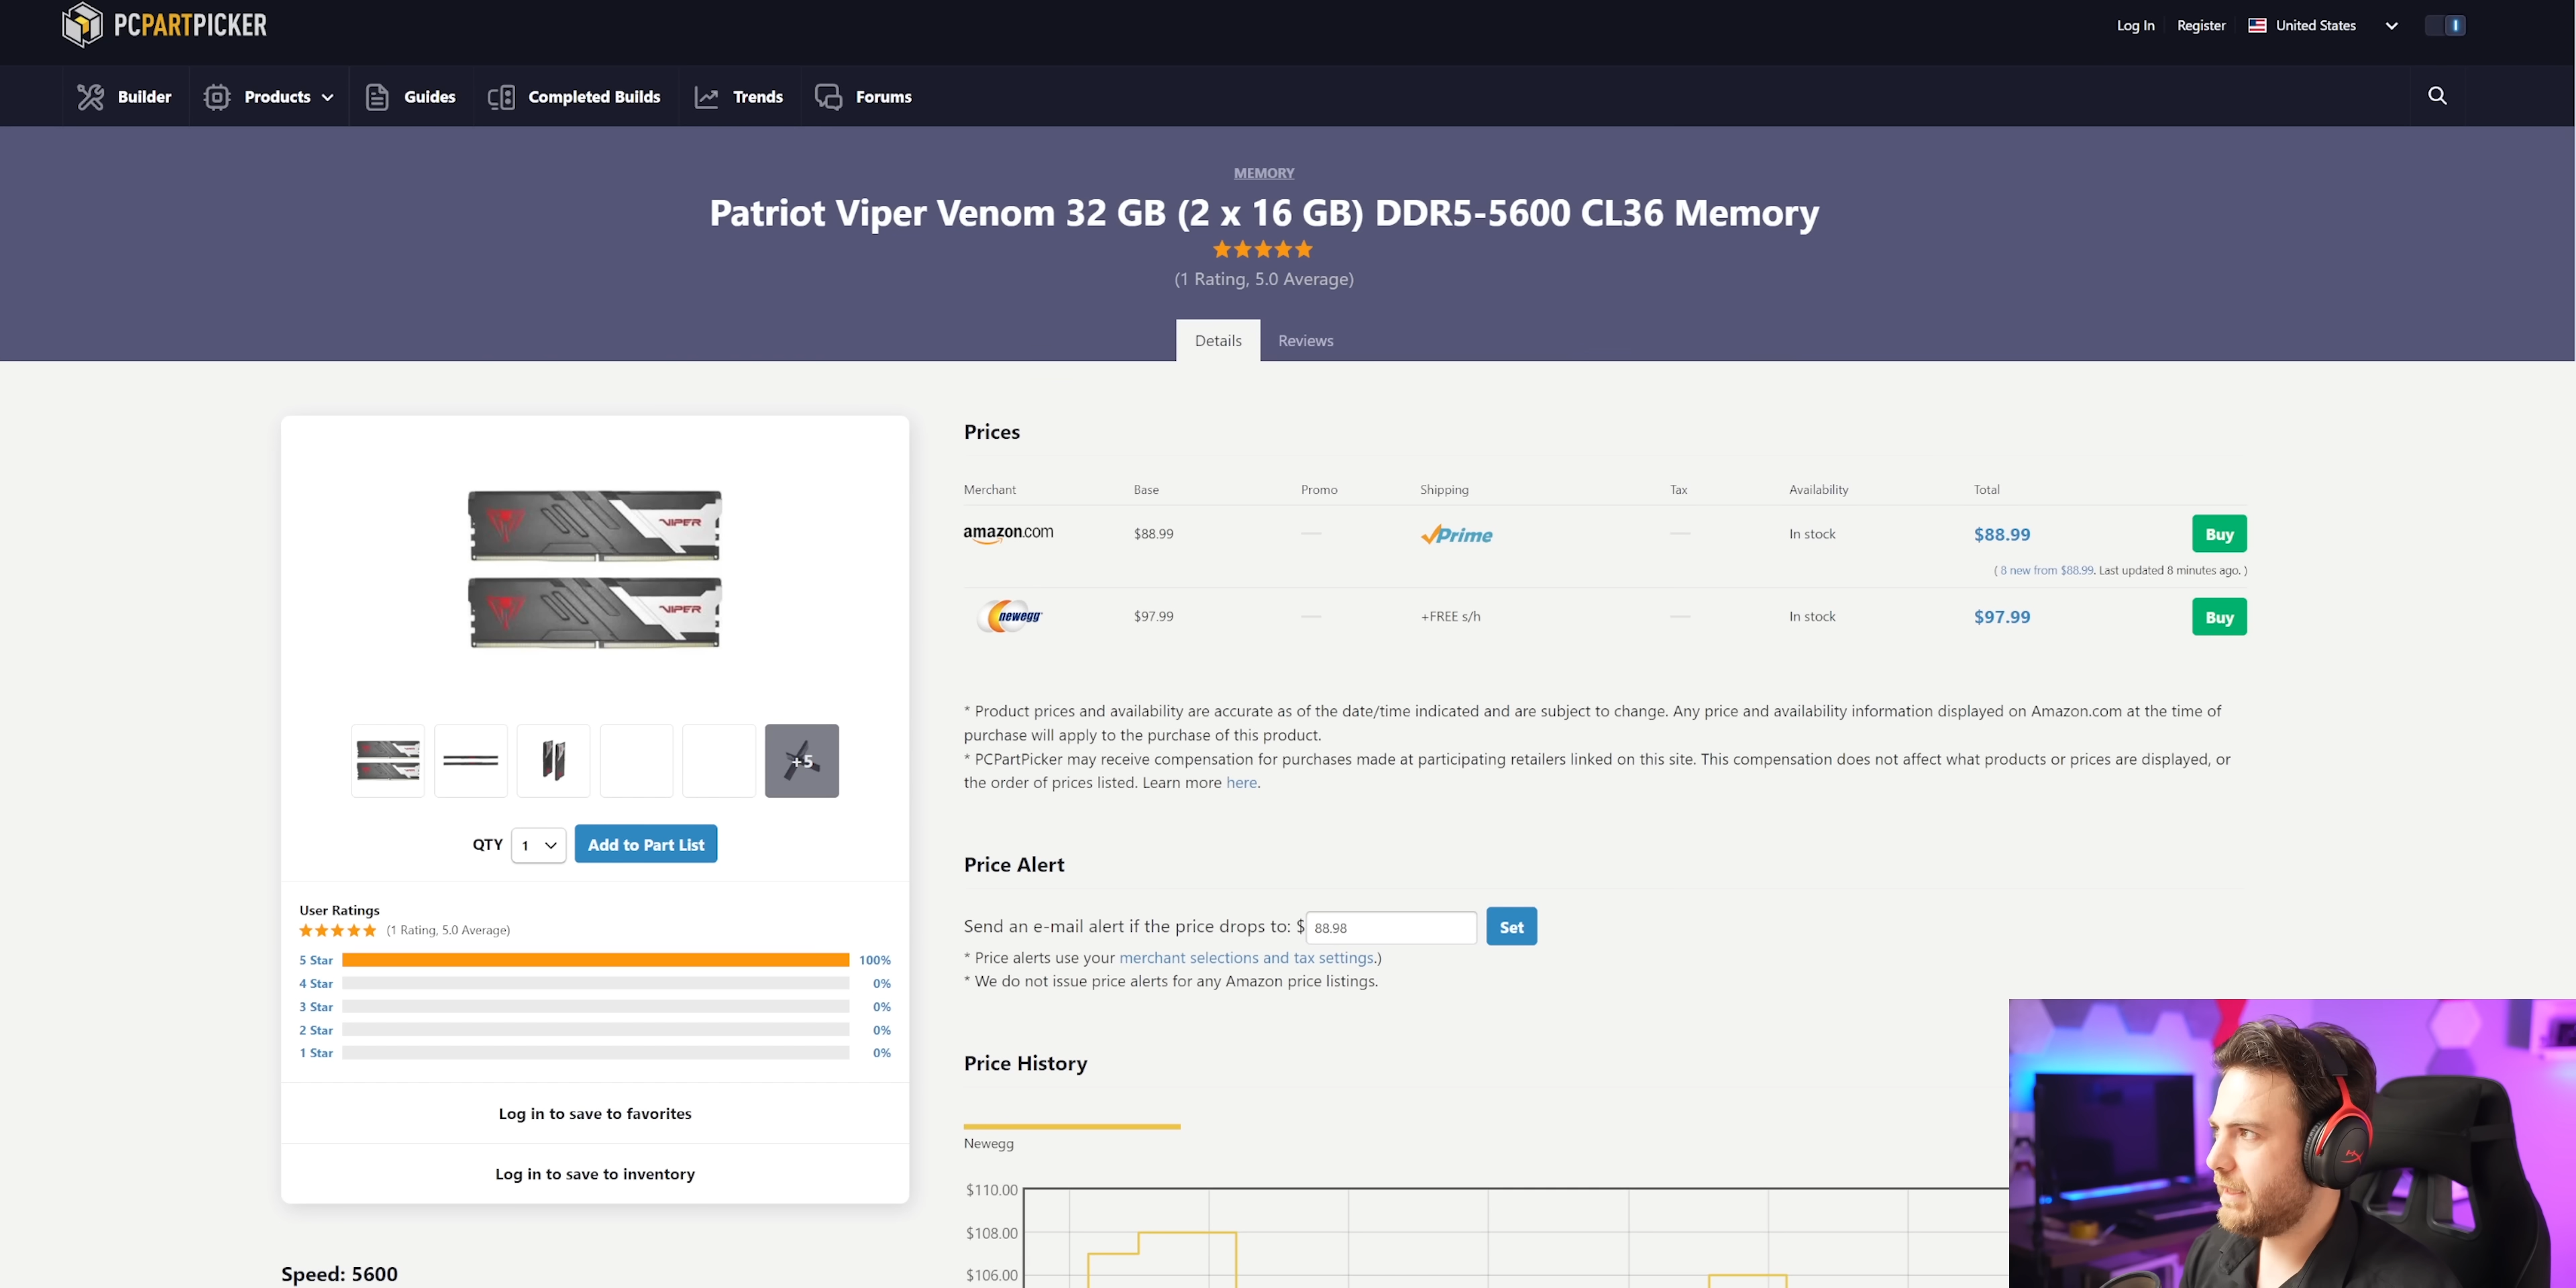 PCPARTPICKER
Log In
Register
United States
Builder
Products
Guides
Completed Builds
Trends
Forums
MEMORY
Patriot Viper Venom 32 GB (2 x 16 GB) DDR5-5600 CL36 Memory
(1 Rating, 5.0 Average)
Details
Reviews
VIPER
VIPER
+5
QTY
1
Add to Part List
User Ratings
(1 Rating, 5.0 Average)
5 Star 100%
4 Star 0%
3 Star 0%
2 Star 0%
1 Star 0%
Log in to save to favorites
Log in to save to inventory
Speed: 5600
Prices
Merchant Base Promo Shipping Tax Availability Total
amazon.com $88.99 — Prime — In stock $88.99 Buy
( 8 new from $88.99. Last updated 8 minutes ago. )
newegg $97.99 — +FREE s/h — In stock $97.99 Buy
* Product prices and availability are accurate as of the date/time indicated and are subject to change. Any price and availability information displayed on Amazon.com at the time of
purchase will apply to the purchase of this product.
* PCPartPicker may receive compensation for purchases made at participating retailers linked on this site. This compensation does not affect what products or prices are displayed, or
the order of prices listed. Learn more here.
Price Alert
Send an e-mail alert if the price drops to: $ 88.98 Set
* Price alerts use your merchant selections and tax settings.)
* We do not issue price alerts for any Amazon price listings.
Price History
Newegg
$110.00
$108.00
$106.00